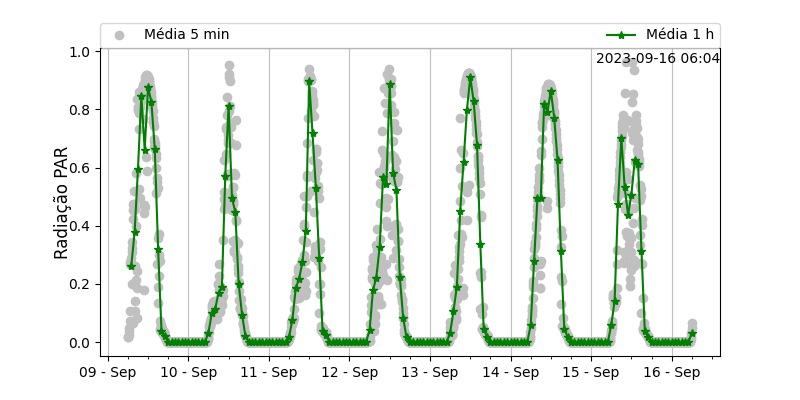 Média 5 min
Média 1 h
2023-09-16 06:04
Radiação PAR
1.0
0.8
0.6
0.4
0.2
0.0
09 - Sep
10 - Sep
11 - Sep
12 - Sep
13 - Sep
14 - Sep
15 - Sep
16 - Sep